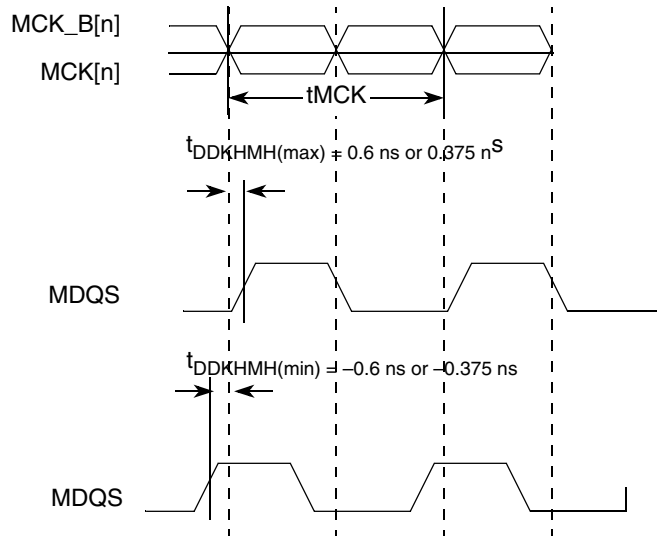 MCK_B[n]
MCK[n]
tMCK
tDDKHMH(max) = 0.6 ns or 0.375 ns
MDQS
tDDKHMH(min) = –0.6 ns or –0.375 ns
MDQS